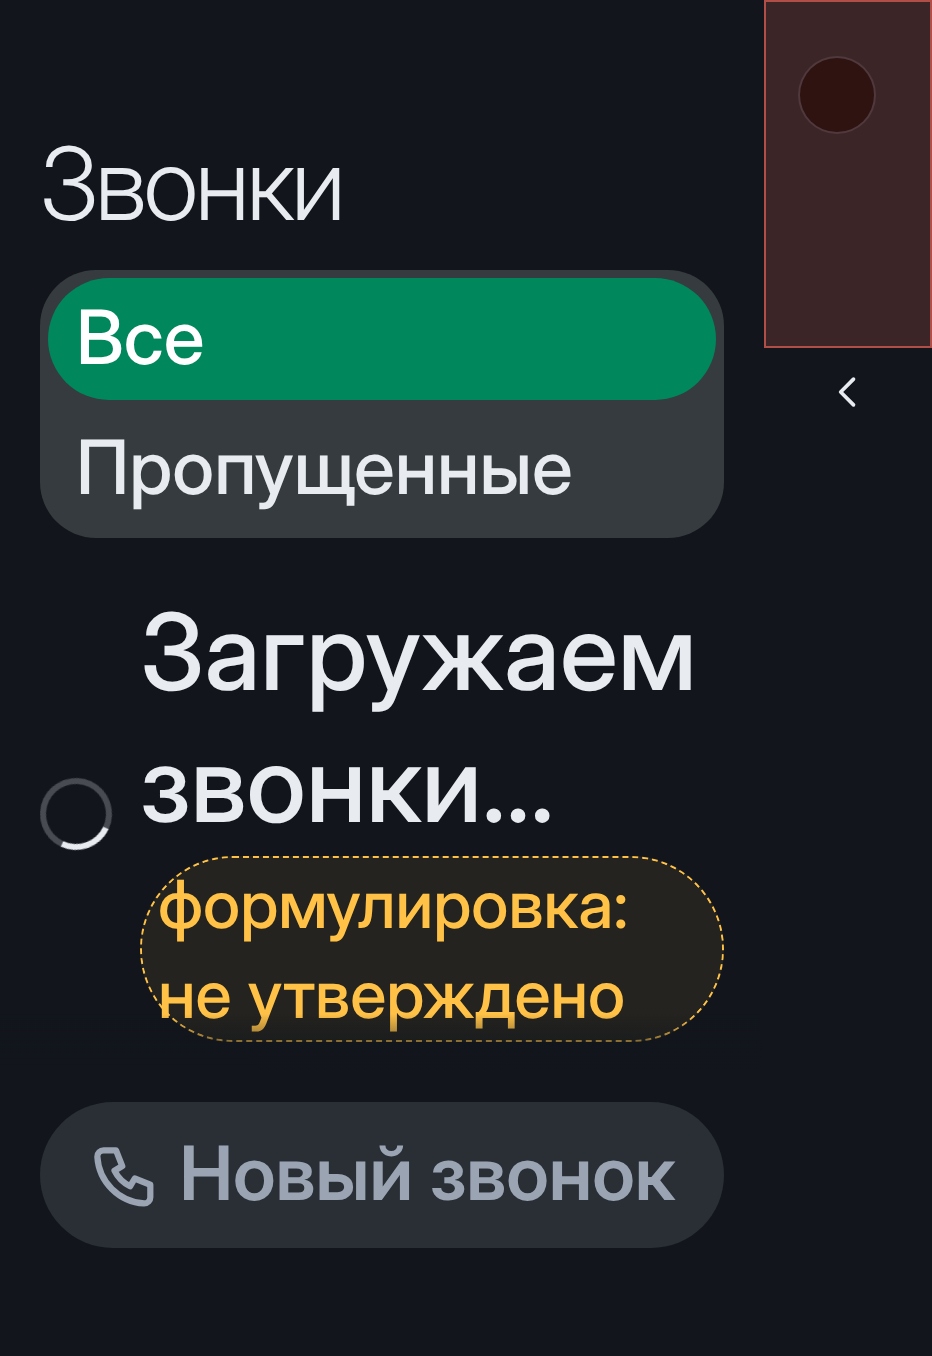 Звонки
Все
Пропущенные
Загружаем
звонки...
формулировка:
не утверждено
Новый звонок